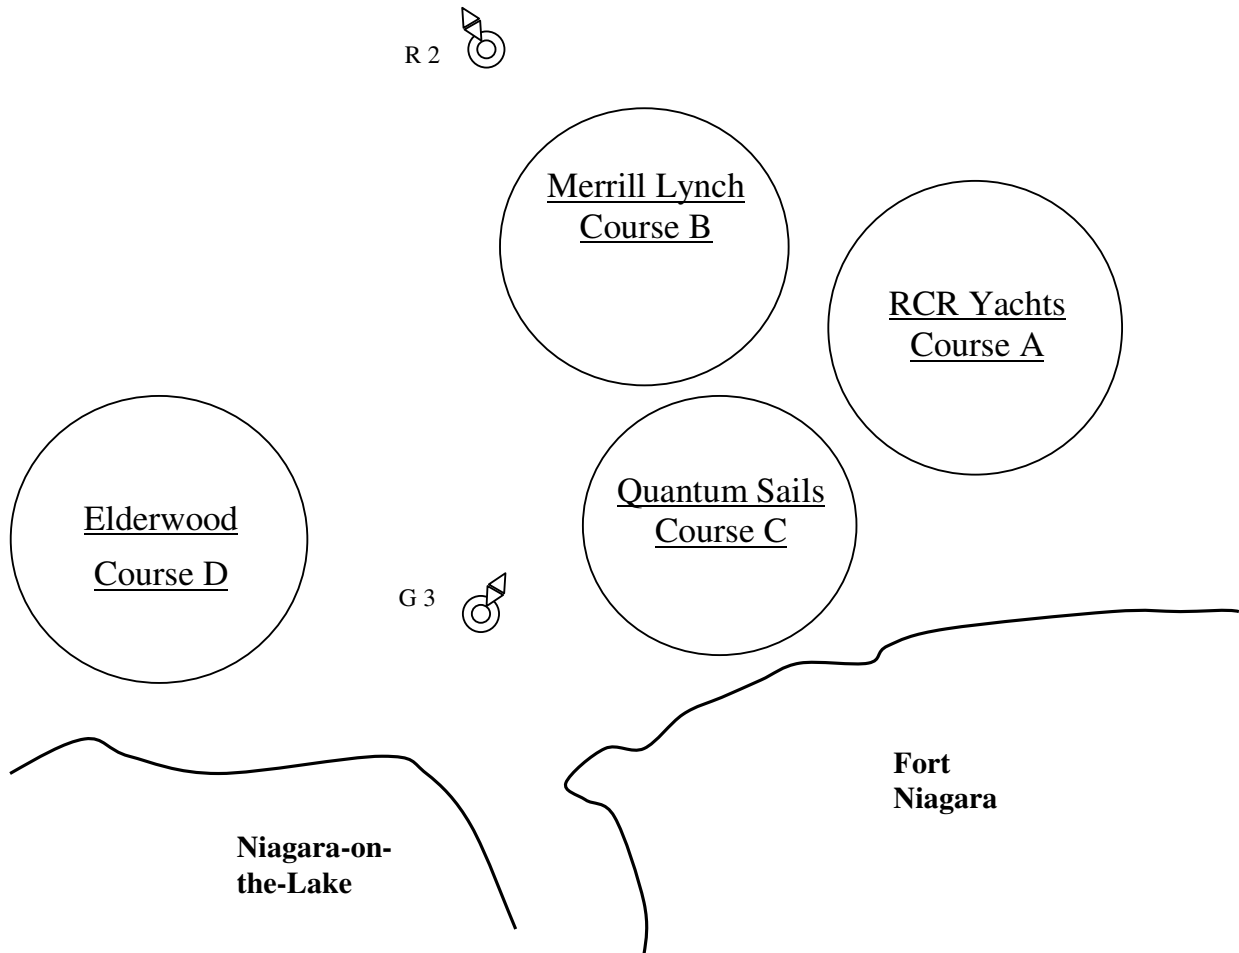 R 2
Merrill Lynch
Course B
RCR Yachts
Course A
Quantum Sails
Course C
Elderwood
Course D
G 3
Fort
Niagara
Niagara-on-
the-Lake